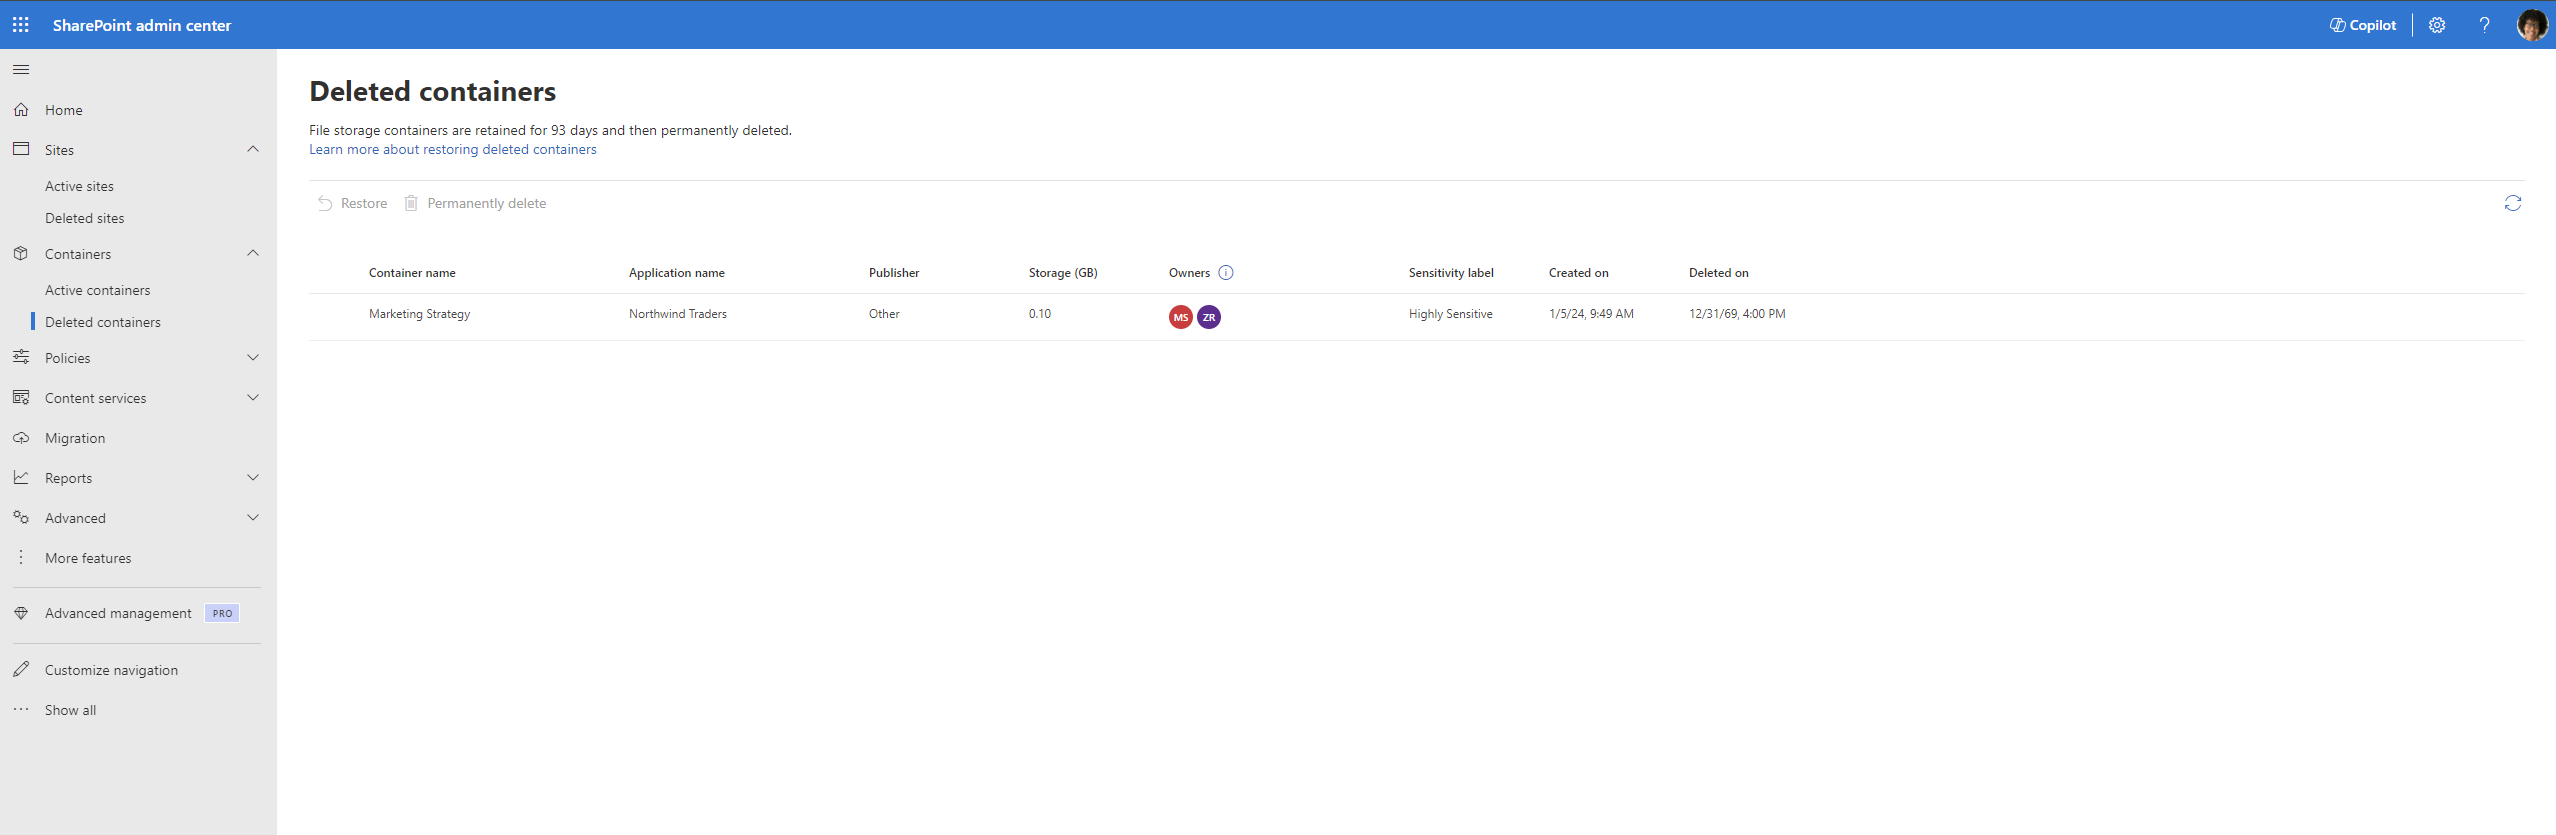 SharePoint admin center
Copilot
Home
Sites
Active sites
Deleted sites
Containers
Active containers
Deleted containers
Policies
Content services
Migration
Reports
Advanced
More features
Advanced management PRO
Customize navigation
Show all
Deleted containers
File storage containers are retained for 93 days and then permanently deleted.
Learn more about restoring deleted containers
Restore Permanently delete
Container name Application name Publisher Storage (GB) Owners Sensitivity label Created on Deleted on
Marketing Strategy Northwind Traders Other 0.10 MS ZR Highly Sensitive 1/5/24, 9:49 AM 12/31/69, 4:00 PM